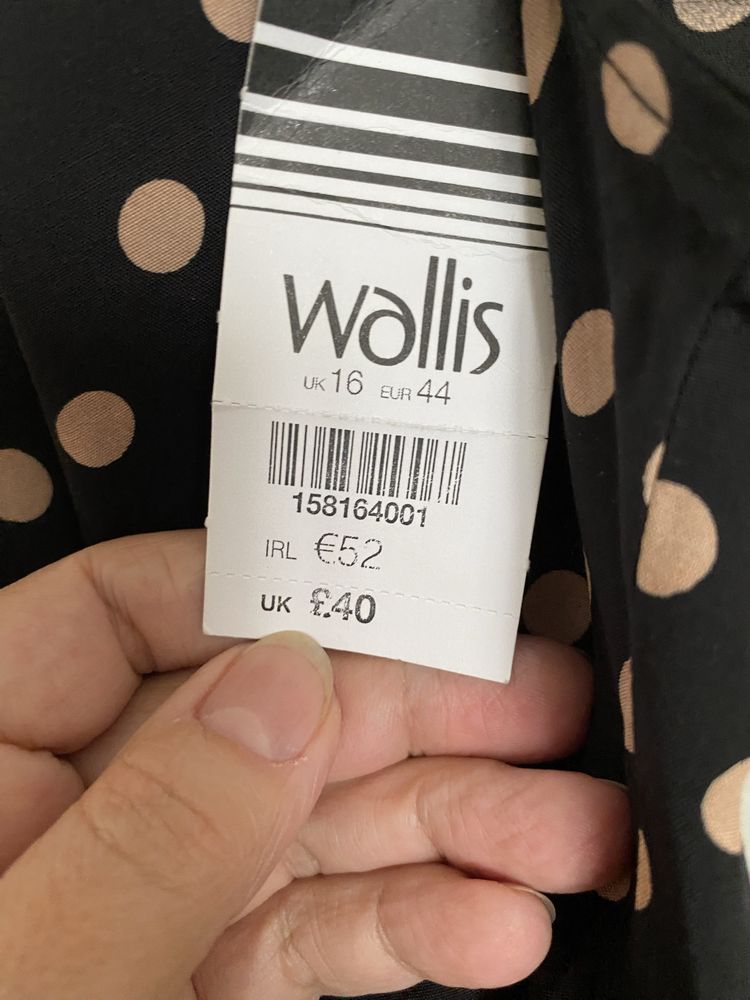 wallis
UK 16 EUR 44
158164001
IRL €52
UK £40